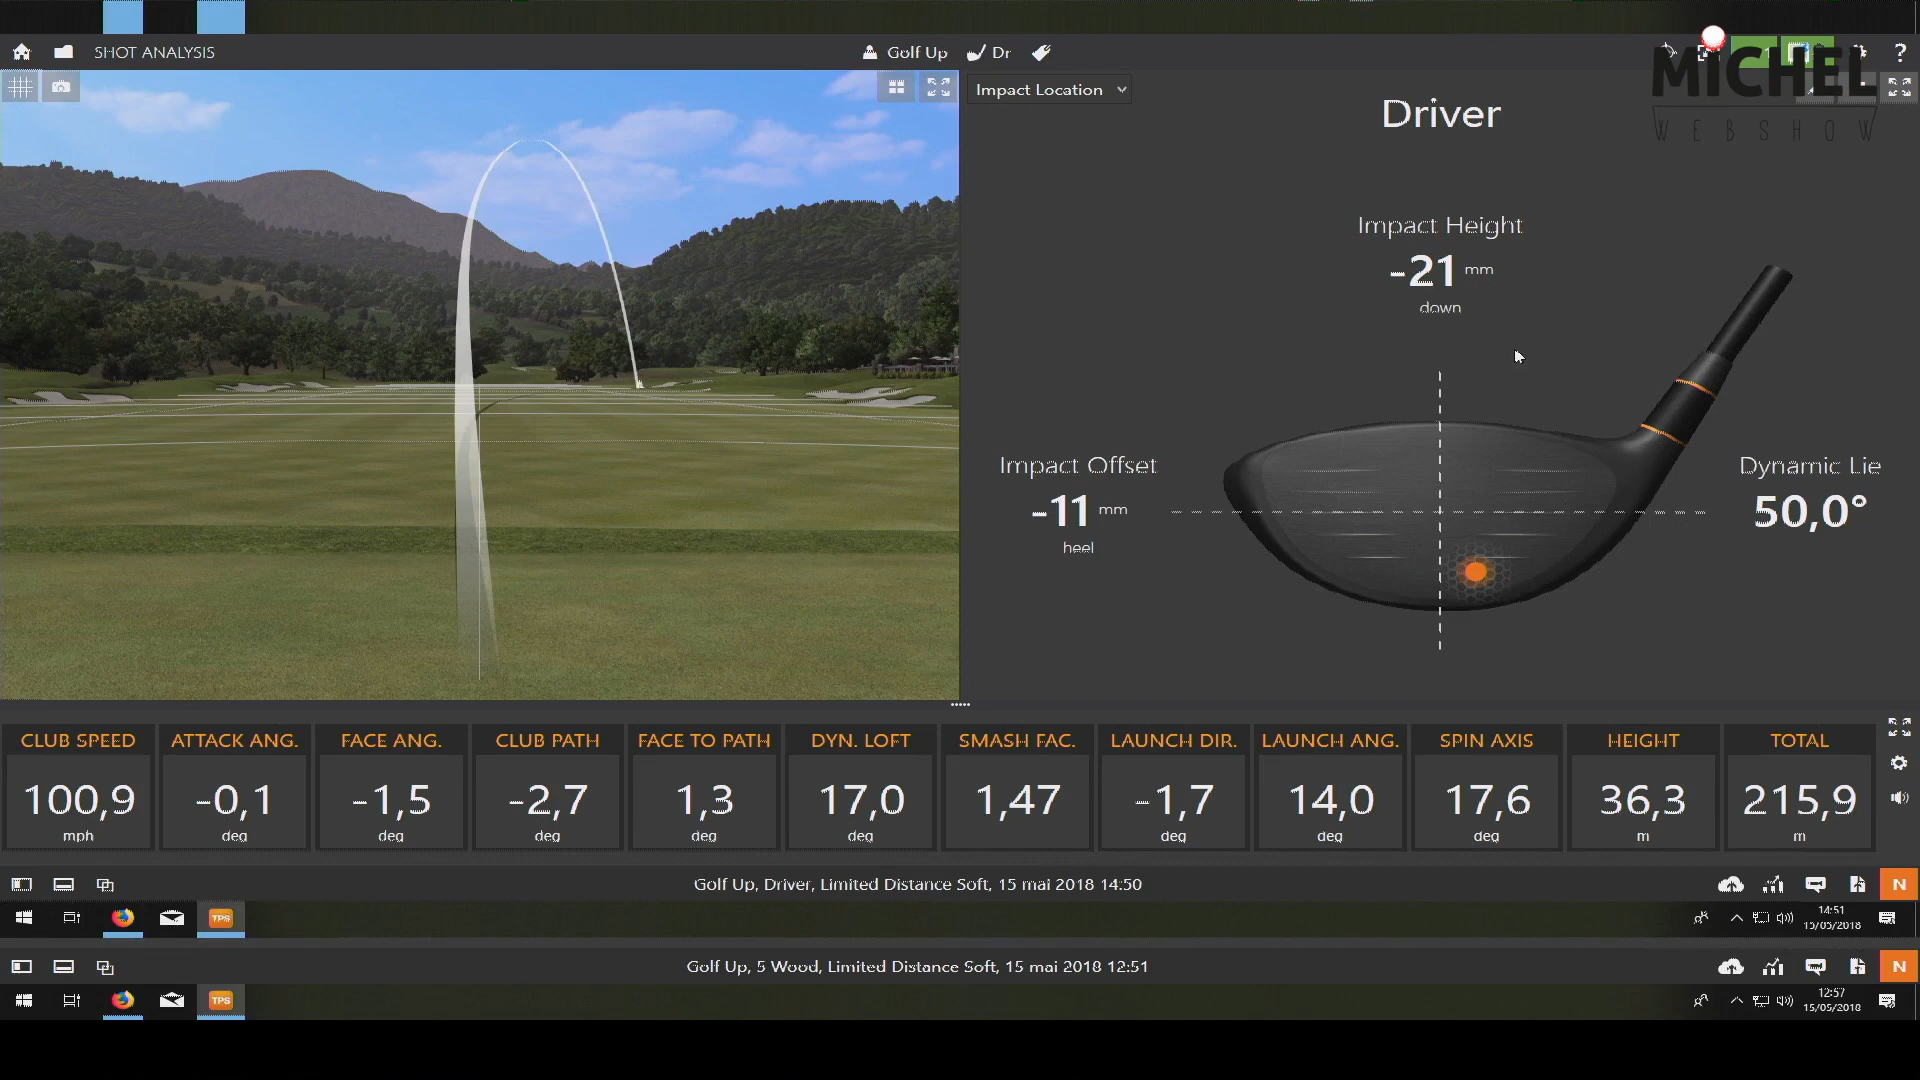 SHOT ANALYSIS
Golf Up
Dr
?
MICHEL
WEBSHOW
Impact Location
Driver
Impact Height
-21 mm
down
Impact Offset
-11 mm
heel
Dynamic Lie
50,0°
CLUB SPEED
100,9
mph
ATTACK ANG.
-0,1
deg
FACE ANG.
-1,5
deg
CLUB PATH
-2,7
deg
FACE TO PATH
1,3
deg
DYN. LOFT
17,0
deg
SMASH FAC.
1,47
LAUNCH DIR.
-1,7
deg
LAUNCH ANG.
14,0
deg
SPIN AXIS
17,6
deg
HEIGHT
36,3
m
TOTAL
215,9
m
Golf Up, Driver, Limited Distance Soft, 15 mai 2018 14:50
N
TPS
14:51
15/05/2018
Golf Up, 5 Wood, Limited Distance Soft, 15 mai 2018 12:51
N
TPS
12:57
15/05/2018